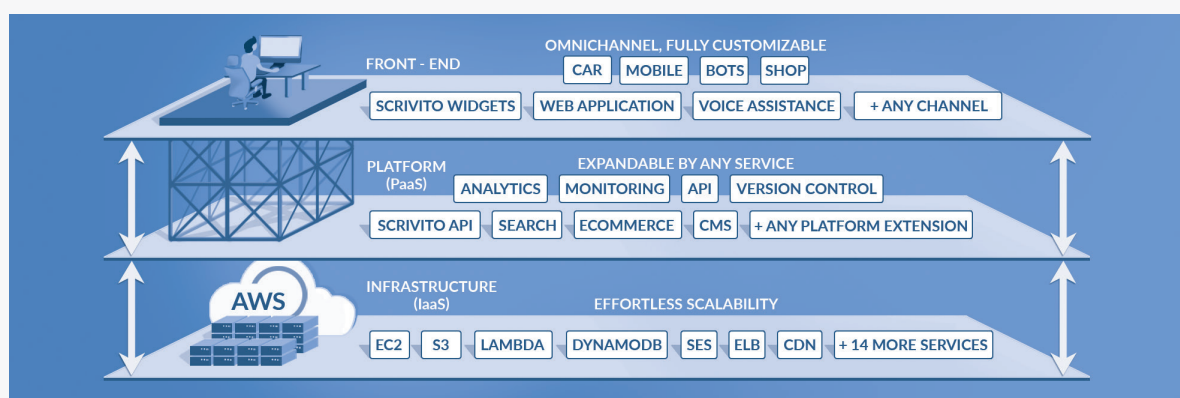 OMNICHANNEL, FULLY CUSTOMIZABLE
FRONT - END
CAR MOBILE BOTS SHOP
SCRIVITO WIDGETS WEB APPLICATION VOICE ASSISTANCE + ANY CHANNEL
PLATFORM EXPANDABLE BY ANY SERVICE
(PaaS)
ANALYTICS MONITORING API VERSION CONTROL
SCRIVITO API SEARCH ECOMMERCE CMS + ANY PLATFORM EXTENSION
AWS
INFRASTRUCTURE
(IaaS) EFFORTLESS SCALABILITY
EC2 S3 LAMBDA DYNAMODB SES ELB CDN + 14 MORE SERVICES